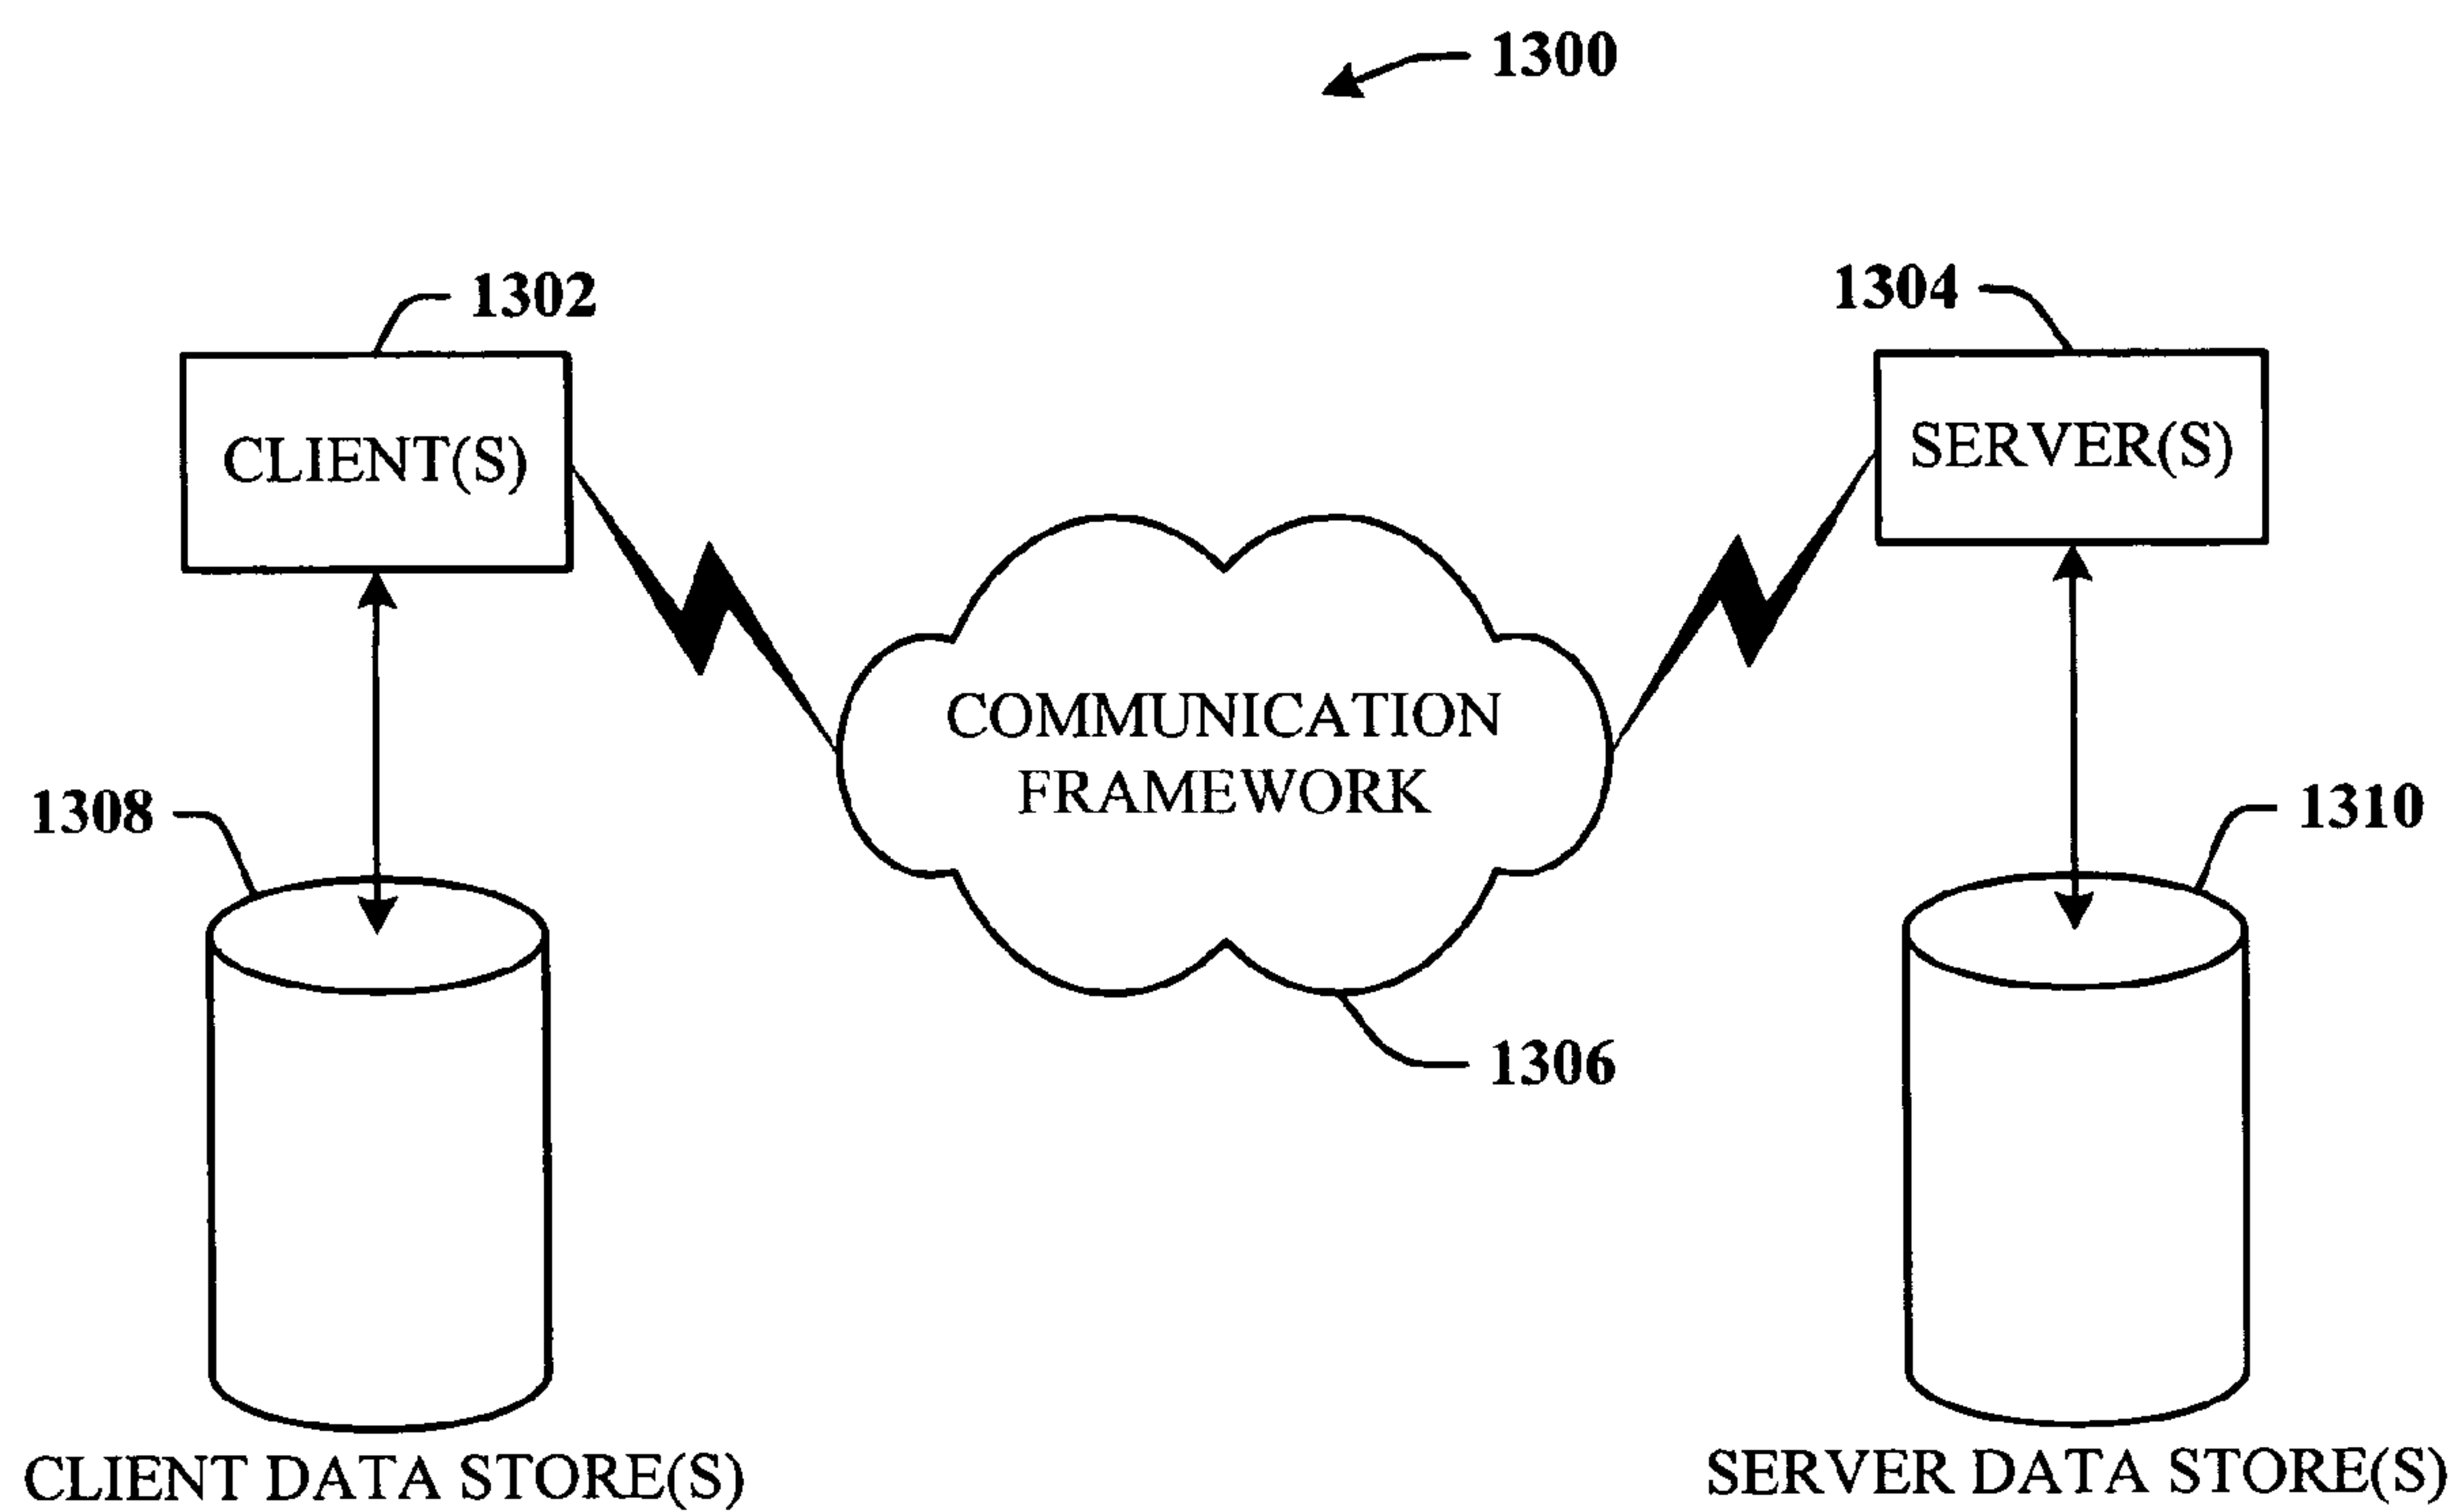 1300
1302
1304
CLIENT(S)
SERVER(S)
COMMUNICATION
FRAMEWORK
1308
1310
1306
CLIENT DATA STORE(S)
SERVER DATA STORE(S)